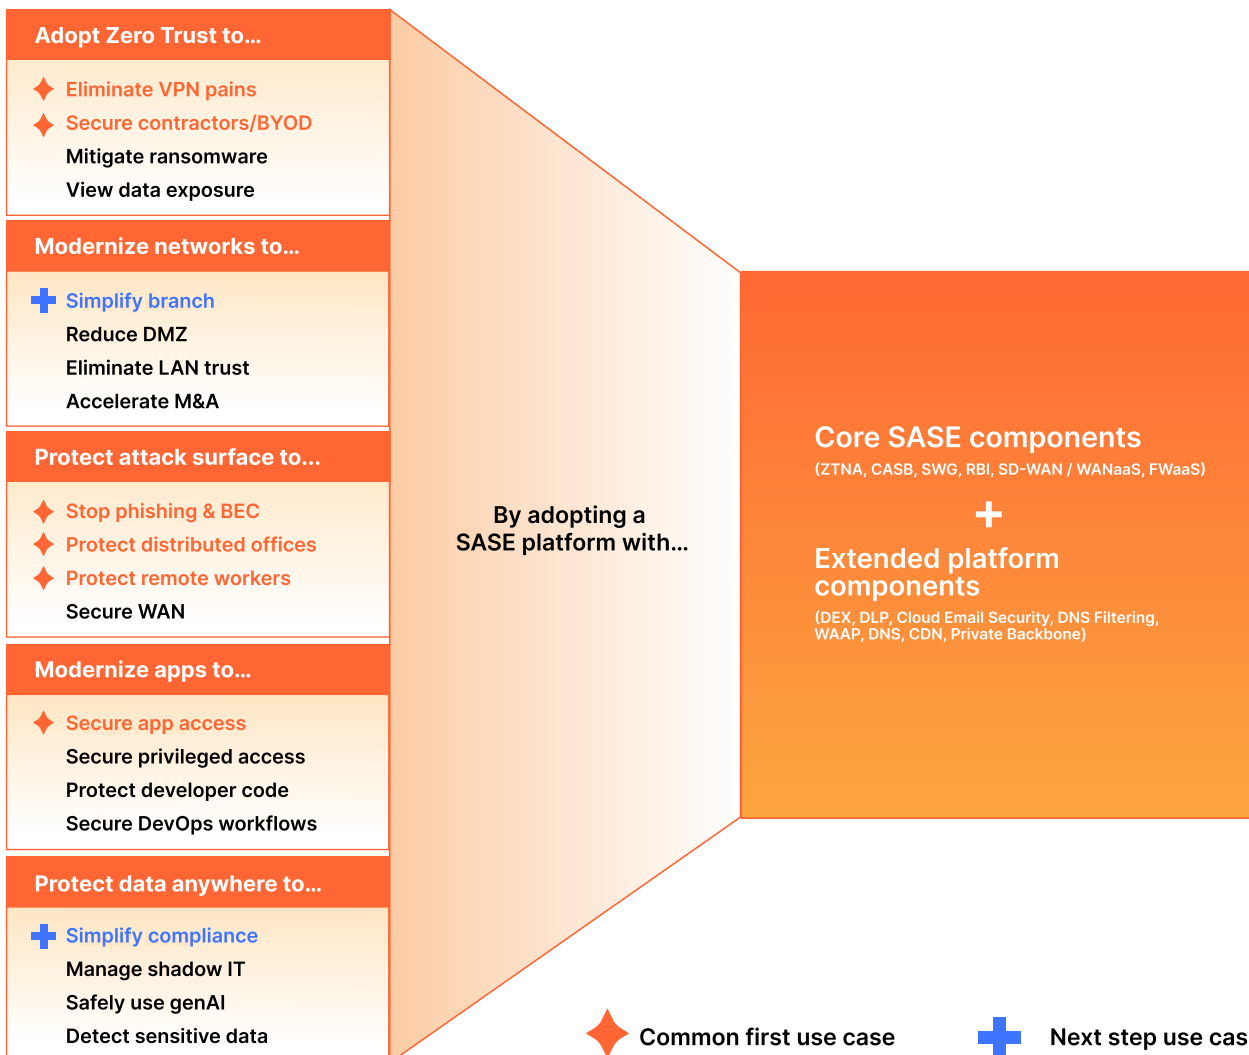 Adopt Zero Trust to...
Eliminate VPN pains
Secure contractors/BYOD
Mitigate ransomware
View data exposure
Modernize networks to...
Simplify branch
Reduce DMZ
Eliminate LAN trust
Accelerate M&A
Protect attack surface to...
Stop phishing & BEC
Protect distributed offices
Protect remote workers
Secure WAN
Modernize apps to...
Secure app access
Secure privileged access
Protect developer code
Secure DevOps workflows
Protect data anywhere to...
Simplify compliance
Manage shadow IT
Safely use genAI
Detect sensitive data
By adopting a
SASE platform with...
Core SASE components
(ZTNA, CASB, SWG, RBI, SD-WAN / WANaaS, FWaaS)
+
Extended platform
components
(DEX, DLP, Cloud Email Security, DNS Filtering,
WAAP, DNS, CDN, Private Backbone)
Common first use case
Next step use cas